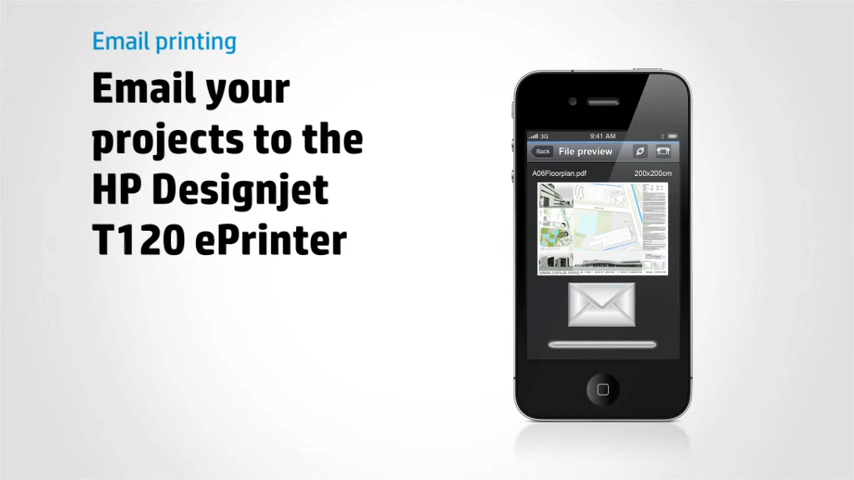 Email printing
Email your
projects to the
HP Designjet
T120 ePrinter
3G 9:41 AM
Back File preview
A06Floorplan.pdf 200x200cm